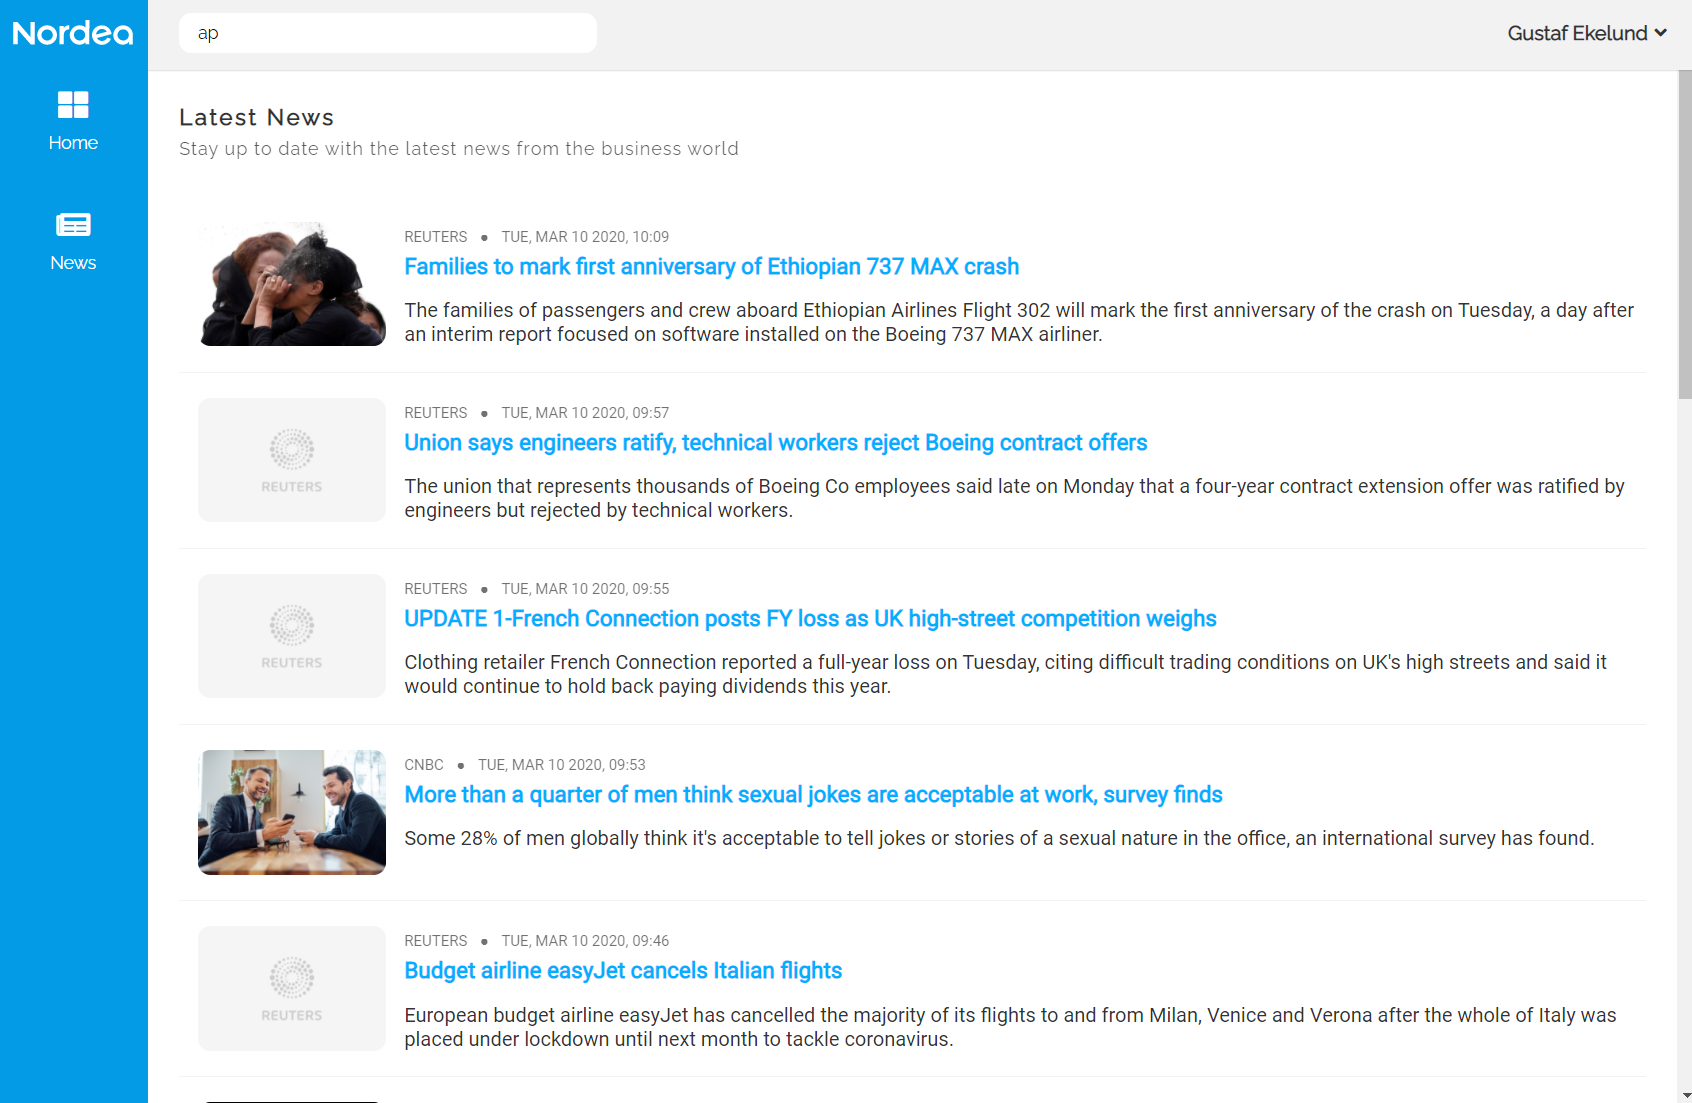 Nordea
ap
Gustaf Ekelund
Home
News
Latest News
Stay up to date with the latest news from the business world
REUTERS ● TUE, MAR 10 2020, 10:09
Families to mark first anniversary of Ethiopian 737 MAX crash
The families of passengers and crew aboard Ethiopian Airlines Flight 302 will mark the first anniversary of the crash on Tuesday, a day after
an interim report focused on software installed on the Boeing 737 MAX airliner.
REUTERS
REUTERS ● TUE, MAR 10 2020, 09:57
Union says engineers ratify, technical workers reject Boeing contract offers
The union that represents thousands of Boeing Co employees said late on Monday that a four-year contract extension offer was ratified by
engineers but rejected by technical workers.
REUTERS
REUTERS ● TUE, MAR 10 2020, 09:55
UPDATE 1-French Connection posts FY loss as UK high-street competition weighs
Clothing retailer French Connection reported a full-year loss on Tuesday, citing difficult trading conditions on UK's high streets and said it
would continue to hold back paying dividends this year.
CNBC ● TUE, MAR 10 2020, 09:53
More than a quarter of men think sexual jokes are acceptable at work, survey finds
Some 28% of men globally think it's acceptable to tell jokes or stories of a sexual nature in the office, an international survey has found.
REUTERS
REUTERS ● TUE, MAR 10 2020, 09:46
Budget airline easyJet cancels Italian flights
European budget airline easyJet has cancelled the majority of its flights to and from Milan, Venice and Verona after the whole of Italy was
placed under lockdown until next month to tackle coronavirus.